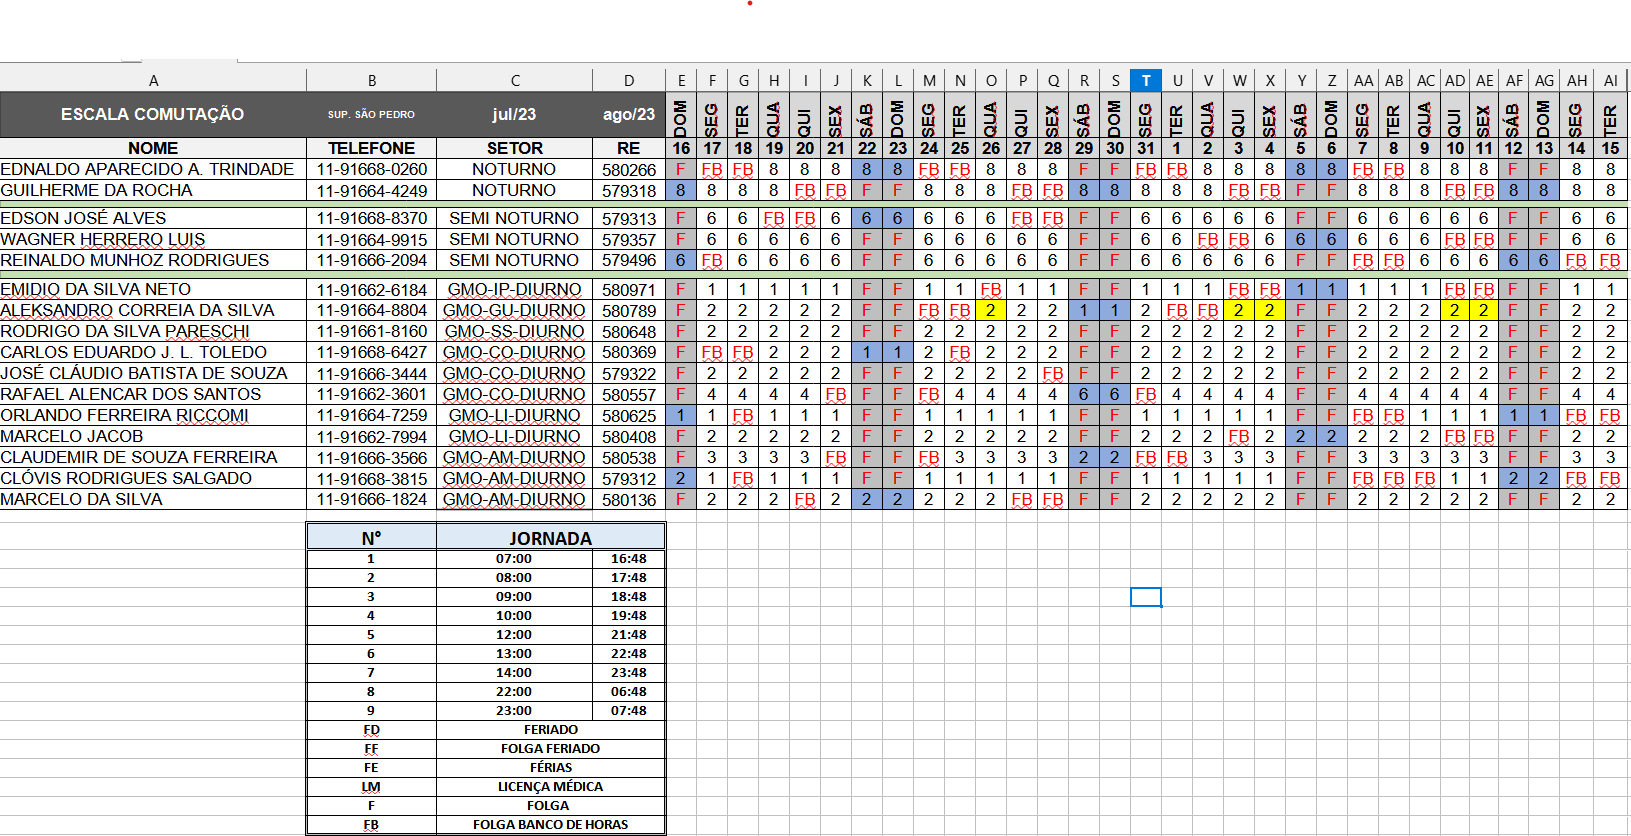 A B C D E F G H I J K L M N O P Q R S T U V W X Y Z AA AB AC AD AE AF AG AH AI
ESCALA COMUTAÇÃO SUP. SÃO PEDRO jul/23 ago/23 DOM SEG TER QUA QUI SEX SÁB DOM SEG TER QUA QUI SEX SÁB DOM SEG TER QUA QUI SEX SÁB DOM SEG TER QUA QUI SEX SÁB DOM SEG TER
NOME TELEFONE SETOR RE 16 17 18 19 20 21 22 23 24 25 26 27 28 29 30 31 1 2 3 4 5 6 7 8 9 10 11 12 13 14 15
EDNALDO APARECIDO A. TRINDADE 11-91668-0260 NOTURNO 580266 F FB FB 8 8 8 8 8 FB FB 8 8 8 F F FB FB 8 8 8 8 8 FB FB 8 8 8 F F 8 8
GUILHERME DA ROCHA 11-91664-4249 NOTURNO 579318 8 8 8 8 FB FB F F 8 8 8 FB FB 8 8 8 8 8 FB FB F F 8 8 8 FB FB 8 8 8 8
EDSON JOSÉ ALVES 11-91668-8370 SEMI NOTURNO 579313 F 6 6 FB FB 6 6 6 6 6 6 FB FB F F 6 6 6 6 6 F F 6 6 6 6 6 F F 6 6
WAGNER HERRERO LUIS 11-91664-9915 SEMI NOTURNO 579357 F 6 6 6 6 6 F F 6 6 6 6 6 F F 6 6 FB FB 6 6 6 6 6 6 FB FB F F 6 6
REINALDO MUNHOZ RODRIGUES 11-91666-2094 SEMI NOTURNO 579496 6 FB 6 6 6 6 F F 6 6 6 6 6 F F 6 6 6 6 6 F F FB FB 6 6 6 6 6 FB FB
EMIDIO DA SILVA NETO 11-91662-6184 GMO-IP-DIURNO 580971 F 1 1 1 1 1 F F 1 1 FB 1 1 F F 1 1 1 FB FB 1 1 1 1 1 FB FB F F 1 1
ALEKSANDRO CORREIA DA SILVA 11-91664-8804 GMO-GU-DIURNO 580789 F 2 2 2 2 2 F F FB FB 2 2 2 1 1 2 FB FB 2 2 F F 2 2 2 2 2 F F 2 2
RODRIGO DA SILVA PARESCHI 11-91661-8160 GMO-SS-DIURNO 580648 F 2 2 2 2 2 F F 2 2 2 2 2 F F 2 2 2 2 2 F F 2 2 2 2 2 F F 2 2
CARLOS EDUARDO J. L. TOLEDO 11-91668-6427 GMO-CO-DIURNO 580369 F FB FB 2 2 2 1 1 2 FB 2 2 2 F F 2 2 2 2 2 F F 2 2 2 2 2 F F 2 2
JOSÉ CLÁUDIO BATISTA DE SOUZA 11-91666-3444 GMO-CO-DIURNO 579322 F 2 2 2 2 2 F F 2 2 2 2 FB F F 2 2 2 2 2 F F 2 2 2 2 2 F F 2 2
RAFAEL ALENCAR DOS SANTOS 11-91662-3601 GMO-CO-DIURNO 580557 F 4 4 4 4 FB F F FB 4 4 4 4 6 6 FB 4 4 4 4 F F 4 4 4 4 4 F F 4 4
ORLANDO FERREIRA RICCOMI 11-91664-7259 GMO-LI-DIURNO 580625 1 1 FB 1 1 1 F F 1 1 1 1 1 F F 1 1 1 1 1 F F FB FB 1 1 1 1 1 FB FB
MARCELO JACOB 11-91662-7994 GMO-LI-DIURNO 580408 F 2 2 2 2 2 F F 2 2 2 2 2 F F 2 2 2 FB 2 2 2 2 2 2 FB FB F F 2 2
CLAUDEMIR DE SOUZA FERREIRA 11-91666-3566 GMO-AM-DIURNO 580538 F 3 3 3 3 FB F F FB 3 3 3 3 2 2 FB FB 3 3 3 F F 3 3 3 3 3 F F 3 3
CLÓVIS RODRIGUES SALGADO 11-91668-3815 GMO-AM-DIURNO 579312 2 1 FB 1 1 1 F F 1 1 1 1 1 F F 1 1 1 1 1 F F FB FB FB 1 1 2 2 FB FB
MARCELO DA SILVA 11-91666-1824 GMO-AM-DIURNO 580136 F 2 2 2 FB 2 2 2 2 2 2 FB FB F F 2 2 2 2 2 F F 2 2 2 2 2 F F 2 2
Nº JORNADA
1 07:00 16:48
2 08:00 17:48
3 09:00 18:48
4 10:00 19:48
5 12:00 21:48
6 13:00 22:48
7 14:00 23:48
8 22:00 06:48
9 23:00 07:48
FD FERIADO
FF FOLGA FERIADO
FE FÉRIAS
LM LICENÇA MÉDICA
F FOLGA
FB FOLGA BANCO DE HORAS